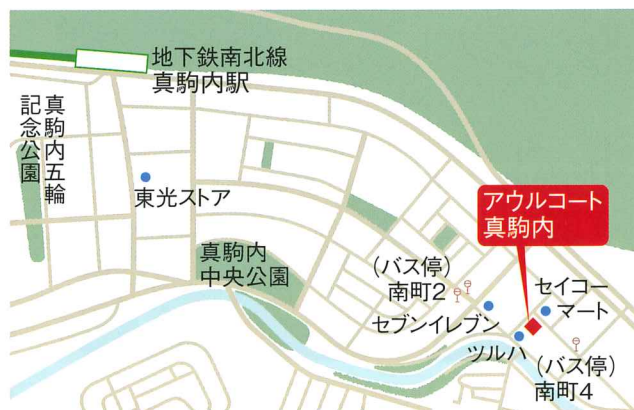 地下鉄南北線
真駒内駅
真駒内五輪
記念公園
東光ストア
真駒内
中央公園
アウルコート
真駒内
(バス停)
南町2
セイコー
マート
セブンイレブン
ツルハ
(バス停)
南町4